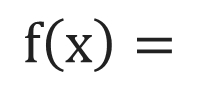 f(x) =